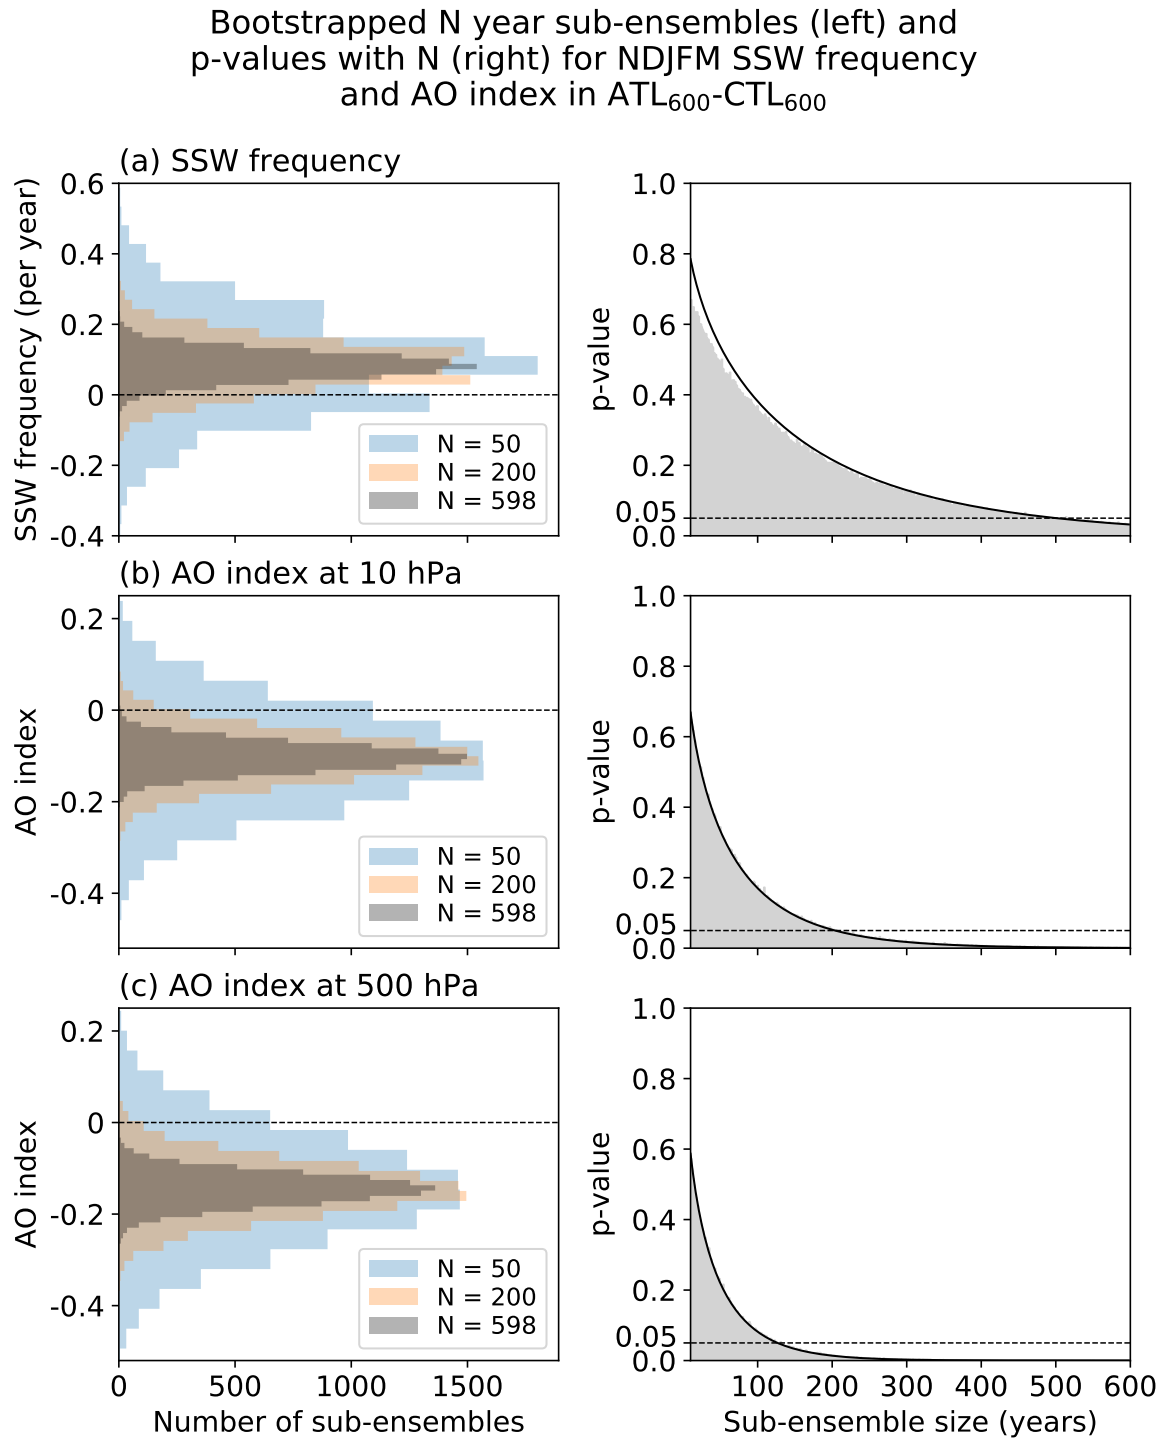 Bootstrapped N year sub-ensembles (left) and
p-values with N (right) for NDJFM SSW frequency
and AO index in ATL600-CTL600
(a) SSW frequency
SSW frequency (per year)
0.6
0.4
0.2
0
-0.2
-0.4
N = 50
N = 200
N = 598
p-value
1.0
0.8
0.6
0.4
0.2
0.05
0.0
(b) AO index at 10 hPa
AO index
0.2
0
-0.2
-0.4
N = 50
N = 200
N = 598
p-value
1.0
0.8
0.6
0.4
0.2
0.05
0.0
(c) AO index at 500 hPa
AO index
0.2
0
-0.2
-0.4
N = 50
N = 200
N = 598
0 500 1000 1500
Number of sub-ensembles
p-value
1.0
0.8
0.6
0.4
0.2
0.05
0.0
100 200 300 400 500 600
Sub-ensemble size (years)